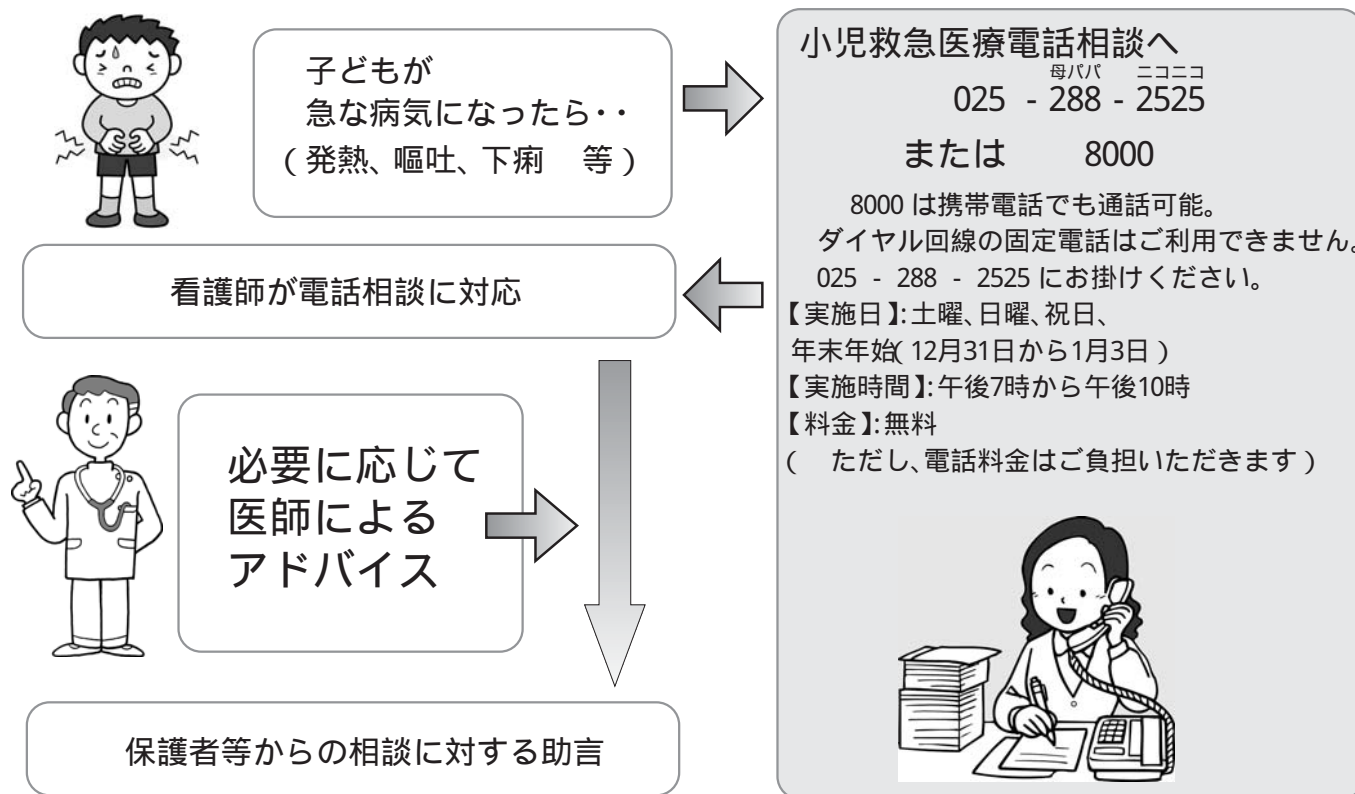 子どもが
急な病気になったら・・
(発熱、嘔吐、下痢　等)
小児救急医療電話相談へ
母パパ　ニコニコ
025 - 288 - 2525
または　8000
8000 は携帯電話でも通話可能。
ダイヤル回線の固定電話はご利用できません。
025 - 288 - 2525 にお掛けください。
【実施日】:土曜、日曜、祝日、
年末年始(12月31日から1月3日)
【実施時間】:午後7時から午後10時
【料金】:無料
(　ただし、電話料金はご負担いただきます)
看護師が電話相談に対応
必要に応じて
医師による
アドバイス
保護者等からの相談に対する助言